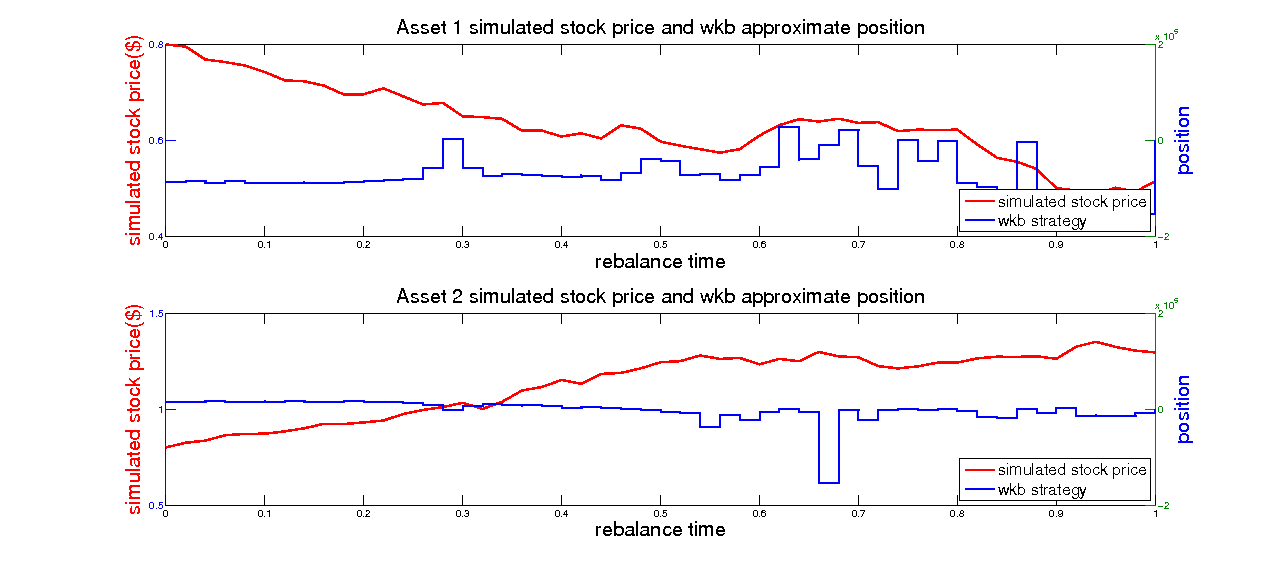 Asset 1 simulated stock price and wkb approximate position
simulated stock price($)
0.8
0.6
0.4
2
0
-2
position
simulated stock price
wkb strategy
0 0.1 0.2 0.3 0.4 0.5 0.6 0.7 0.8 0.9 1
rebalance time
Asset 2 simulated stock price and wkb approximate position
simulated stock price($)
1.5
1
0.5
2
0
-2
position
simulated stock price
wkb strategy
0 0.1 0.2 0.3 0.4 0.5 0.6 0.7 0.8 0.9 1
rebalance time